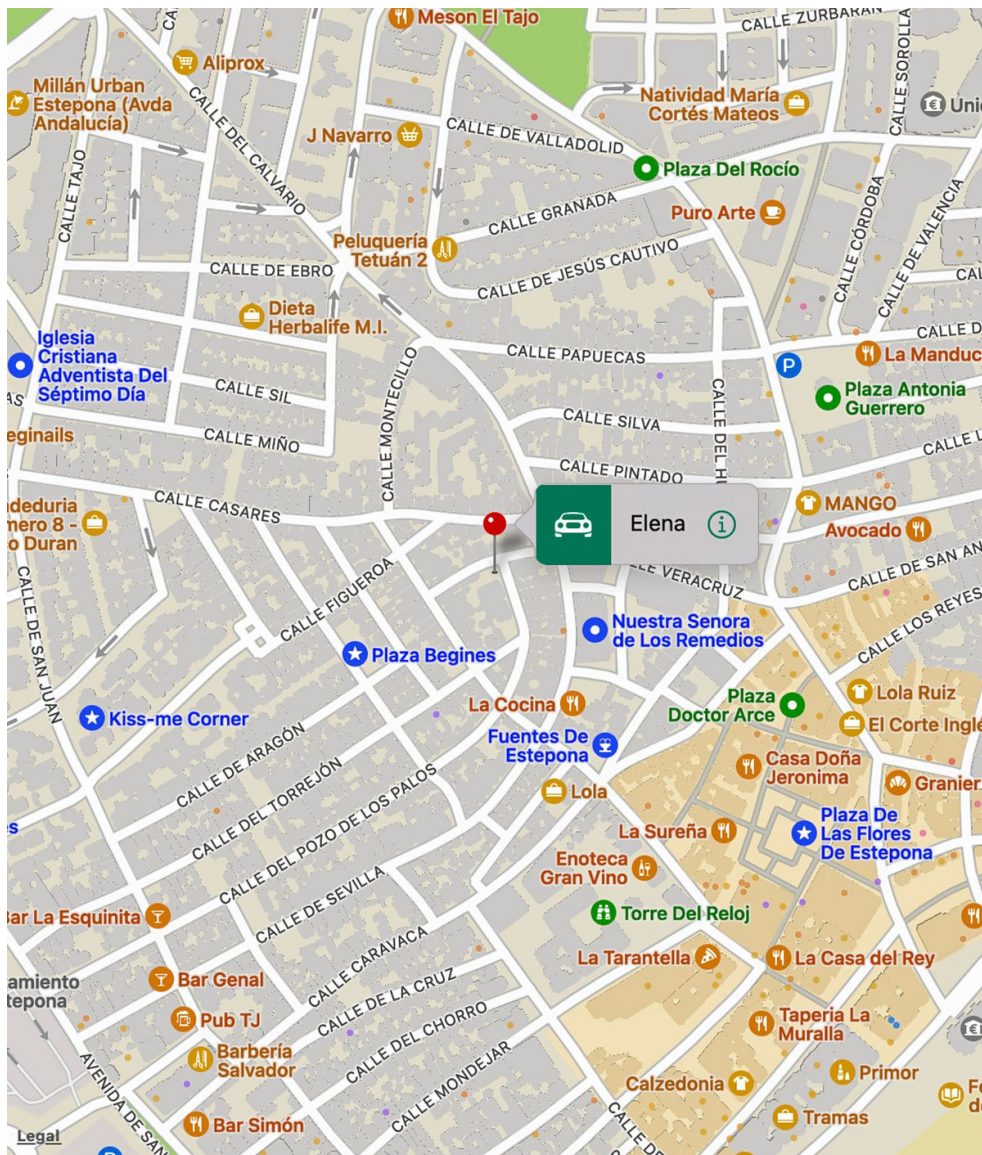 Meson El Tajo
CALLE ZURBARÁN
CALLE SOROLLA
Aliprox
Millán Urban
Estepona (Avda
Andalucía)
CALLE DEL CALVARIO
J Navarro
CALLE DE VALLADOLID
Natividad María
Cortés Mateos
Plaza Del Rocío
CALLE TAJO
CALLE GRANADA
Puro Arte
CALLE CÓRDOBA
CALLE DE VALENCIA
Peluquería
Tetuán 2
CALLE DE JESÚS CAUTIVO
CALLE DE EBRO
Dieta
Herbalife M.I.
CALLE PAPUECAS
P
La Manduc
Iglesia
Cristiana
Adventista Del
Séptimo Día
CALLE SIL
CALLE MONTECILLO
Plaza Antonia
Guerrero
CALLE SILVA
CALLE MIÑO
CALLE PINTADO
CALLE CASARES
MANGO
Avocado
Elena
i
CALLE VERACRUZ
CALLE DE SAN AN
CALLE LOS REYES
CALLE FIGUEROA
CALLE DE SAN JUAN
Nuestra Senora
de Los Remedios
Plaza Begines
Kiss-me Corner
La Cocina
Plaza
Doctor Arce
Lola Ruiz
El Corte Inglé
Fuentes De
Estepona
CALLE DE ARAGÓN
Casa Doña
Jeronima
Granier
CALLE DEL TORREJÓN
Lola
Plaza De
Las Flores
De Estepona
La Sureña
CALLE DEL POZO DE LOS PALOS
Enoteca
Gran Vino
CALLE DE SEVILLA
Bar La Esquinita
Torre Del Reloj
CALLE CARAVACA
La Tarantella
La Casa del Rey
amiento
tepona
Bar Genal
CALLE DE LA CRUZ
Pub TJ
Taperia La
Muralla
CALLE DEL CHORRO
Barbería
Salvador
CALLE MONDEJAR
Calzedonia
Primor
AVENIDA DE SAN
Tramas
Bar Simón
Legal